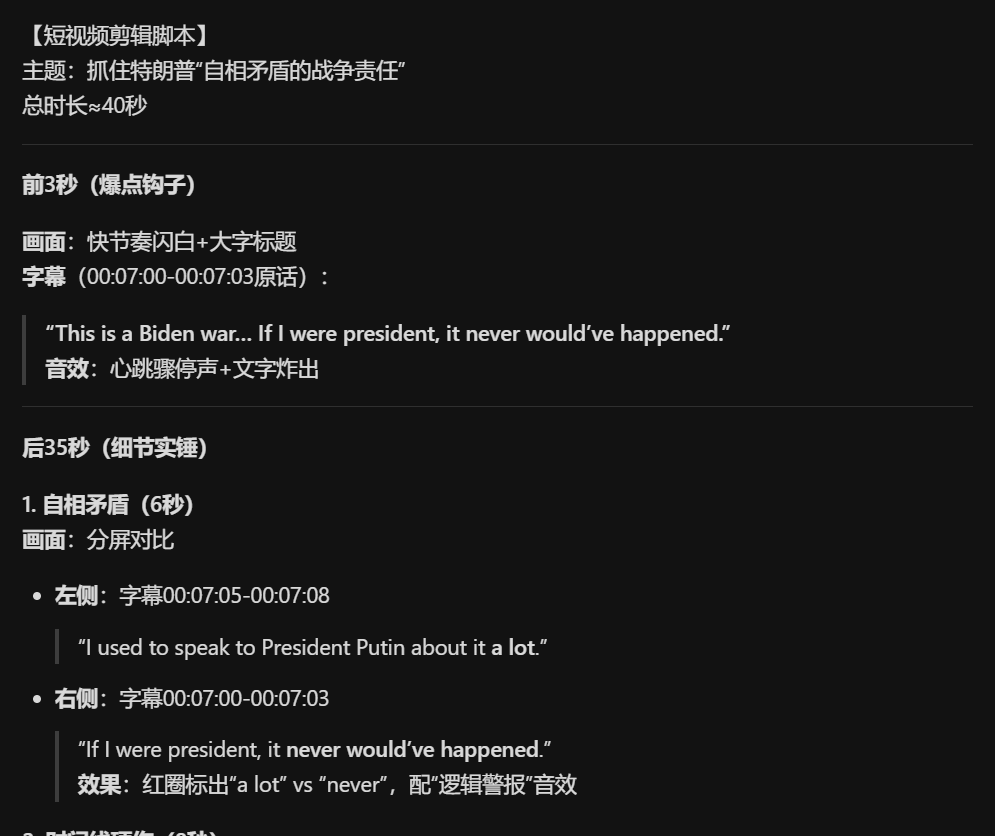 【短视频剪辑脚本】
主题：抓住特朗普“自相矛盾的战争责任”
总时长≈40秒
前3秒（爆点钩子）
画面：快节奏闪白+大字标题
字幕（00:07:00-00:07:03原话）：
“This is a Biden war… If I were president, it never would’ve happened.”
音效：心跳骤停声+文字炸出
后35秒（细节实锤）
1. 自相矛盾（6秒）
画面：分屏对比
• 左侧：字幕00:07:05-00:07:08
“I used to speak to President Putin about it a lot.”
• 右侧：字幕00:07:00-00:07:03
“If I were president, it never would’ve happened.”
效果：红圈标出“a lot” vs “never”，配“逻辑警报”音效